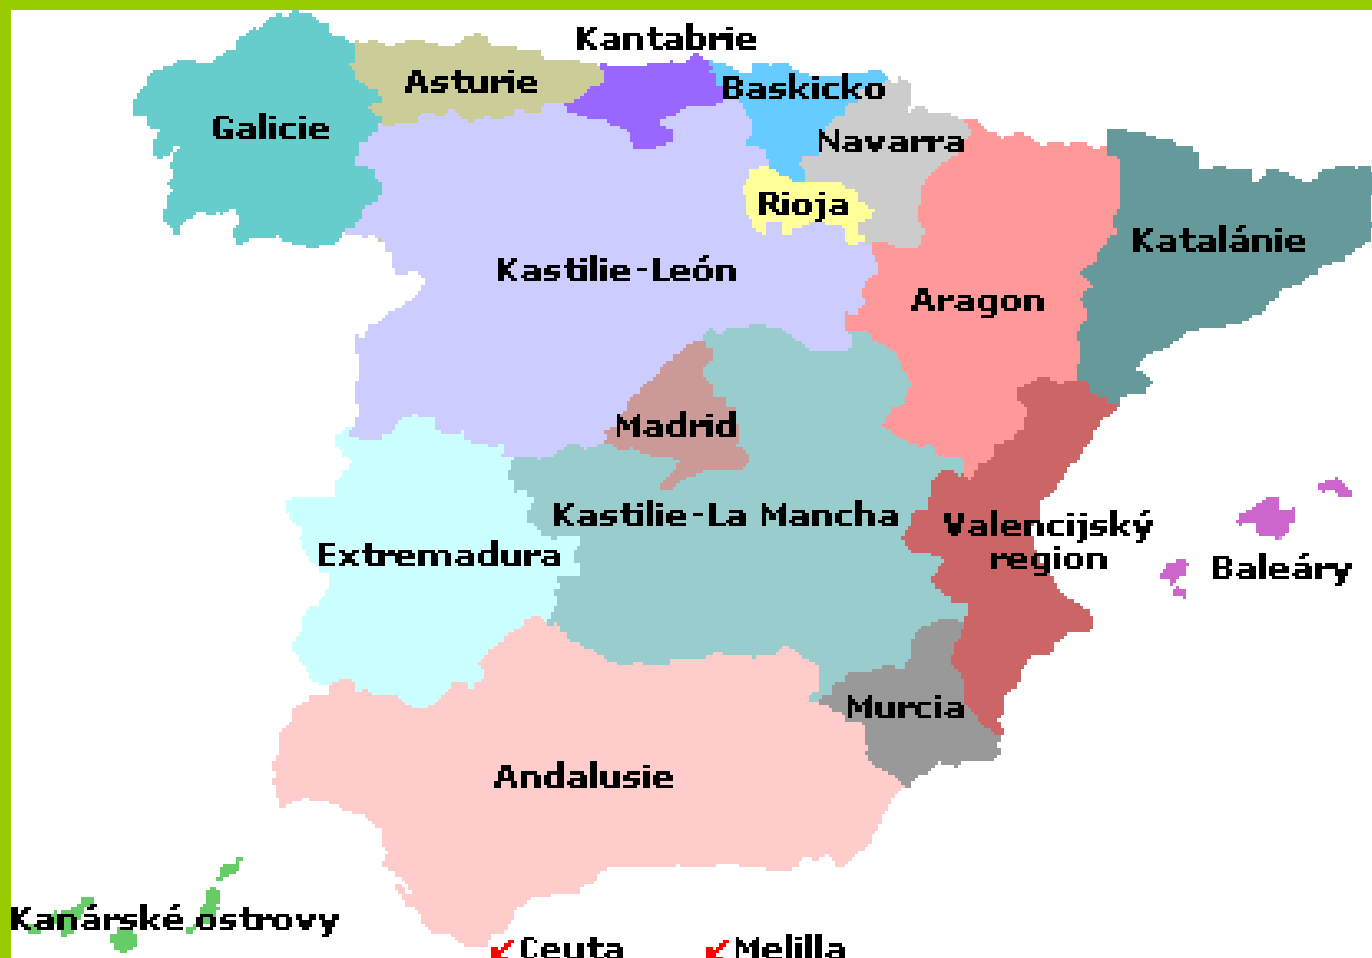 Kantabrie
Asturie
Baskicko
Galicie
Navarra
Rioja
Katalánie
Kastilie-León
Aragon
Madrid
Kastilie-La Mancha
Valencijský
region
Extremadura
Baleáry
Murcia
Andalusie
Kanárské ostrovy
Ceuta
Melilla